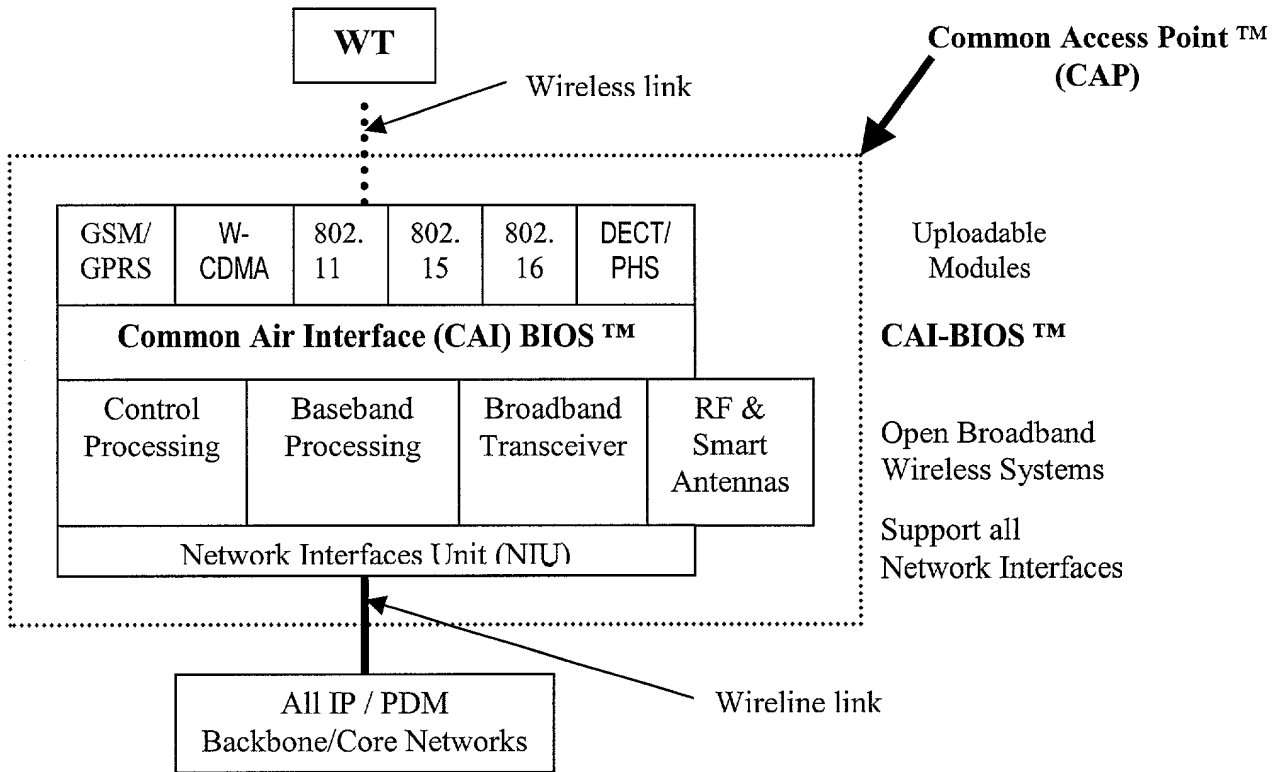 WT
Common Access Point ™
(CAP)
Wireless link
GSM/
GPRS
W-
CDMA
802.
11
802.
15
802.
16
DECT/
PHS
Uploadable
Modules
Common Air Interface (CAI) BIOS ™
CAI-BIOS ™
Control
Processing
Baseband
Processing
Broadband
Transceiver
RF &
Smart
Antennas
Open Broadband
Wireless Systems
Network Interfaces Unit (NIU)
Support all
Network Interfaces
All IP / PDM
Backbone/Core Networks
Wireline link